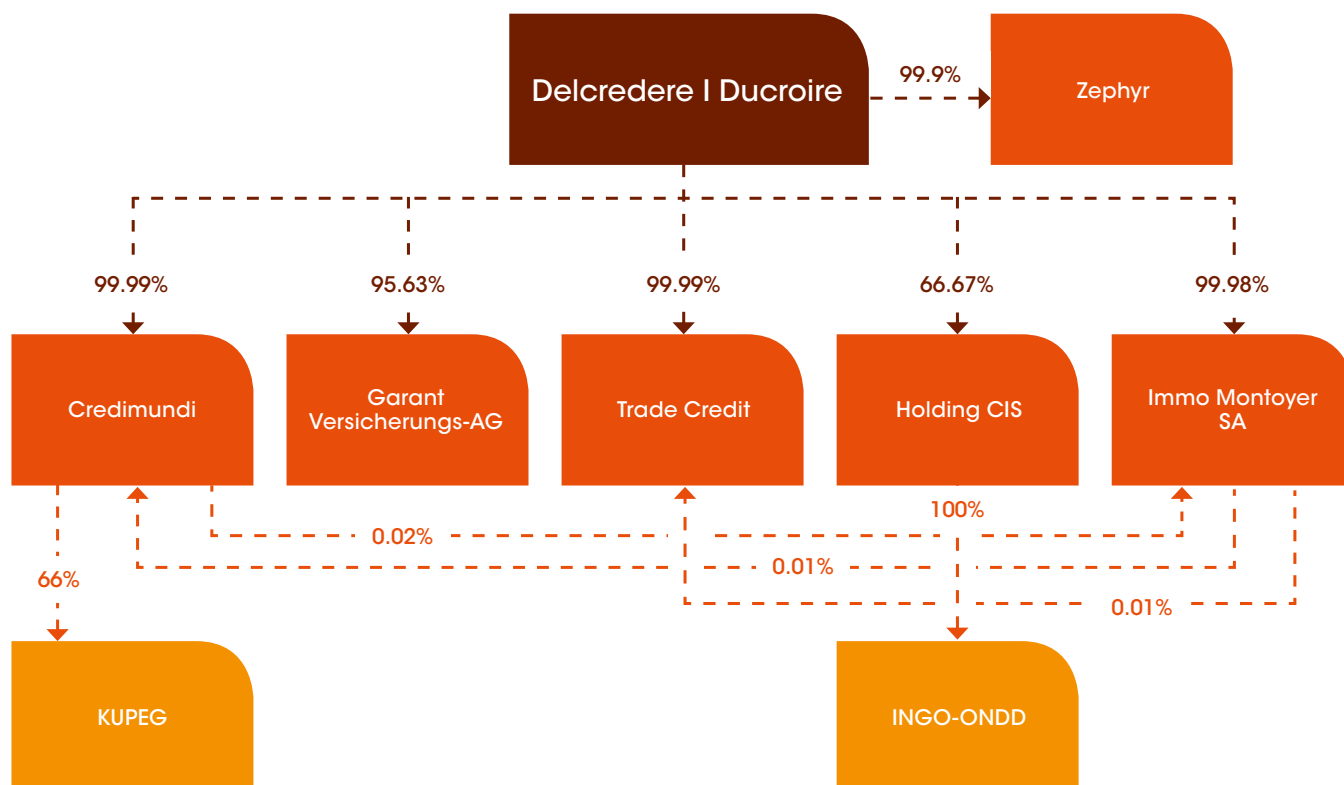 Delcredere I Ducroire
99.9%
Zephyr
99.99%
95.63%
99.99%
66.67%
99.98%
Credimundi
Garant
Versicherungs-AG
Trade Credit
Holding CIS
Immo Montoyer
SA
100%
0.02%
0.01%
66%
0.01%
KUPEG
INGO-ONDD